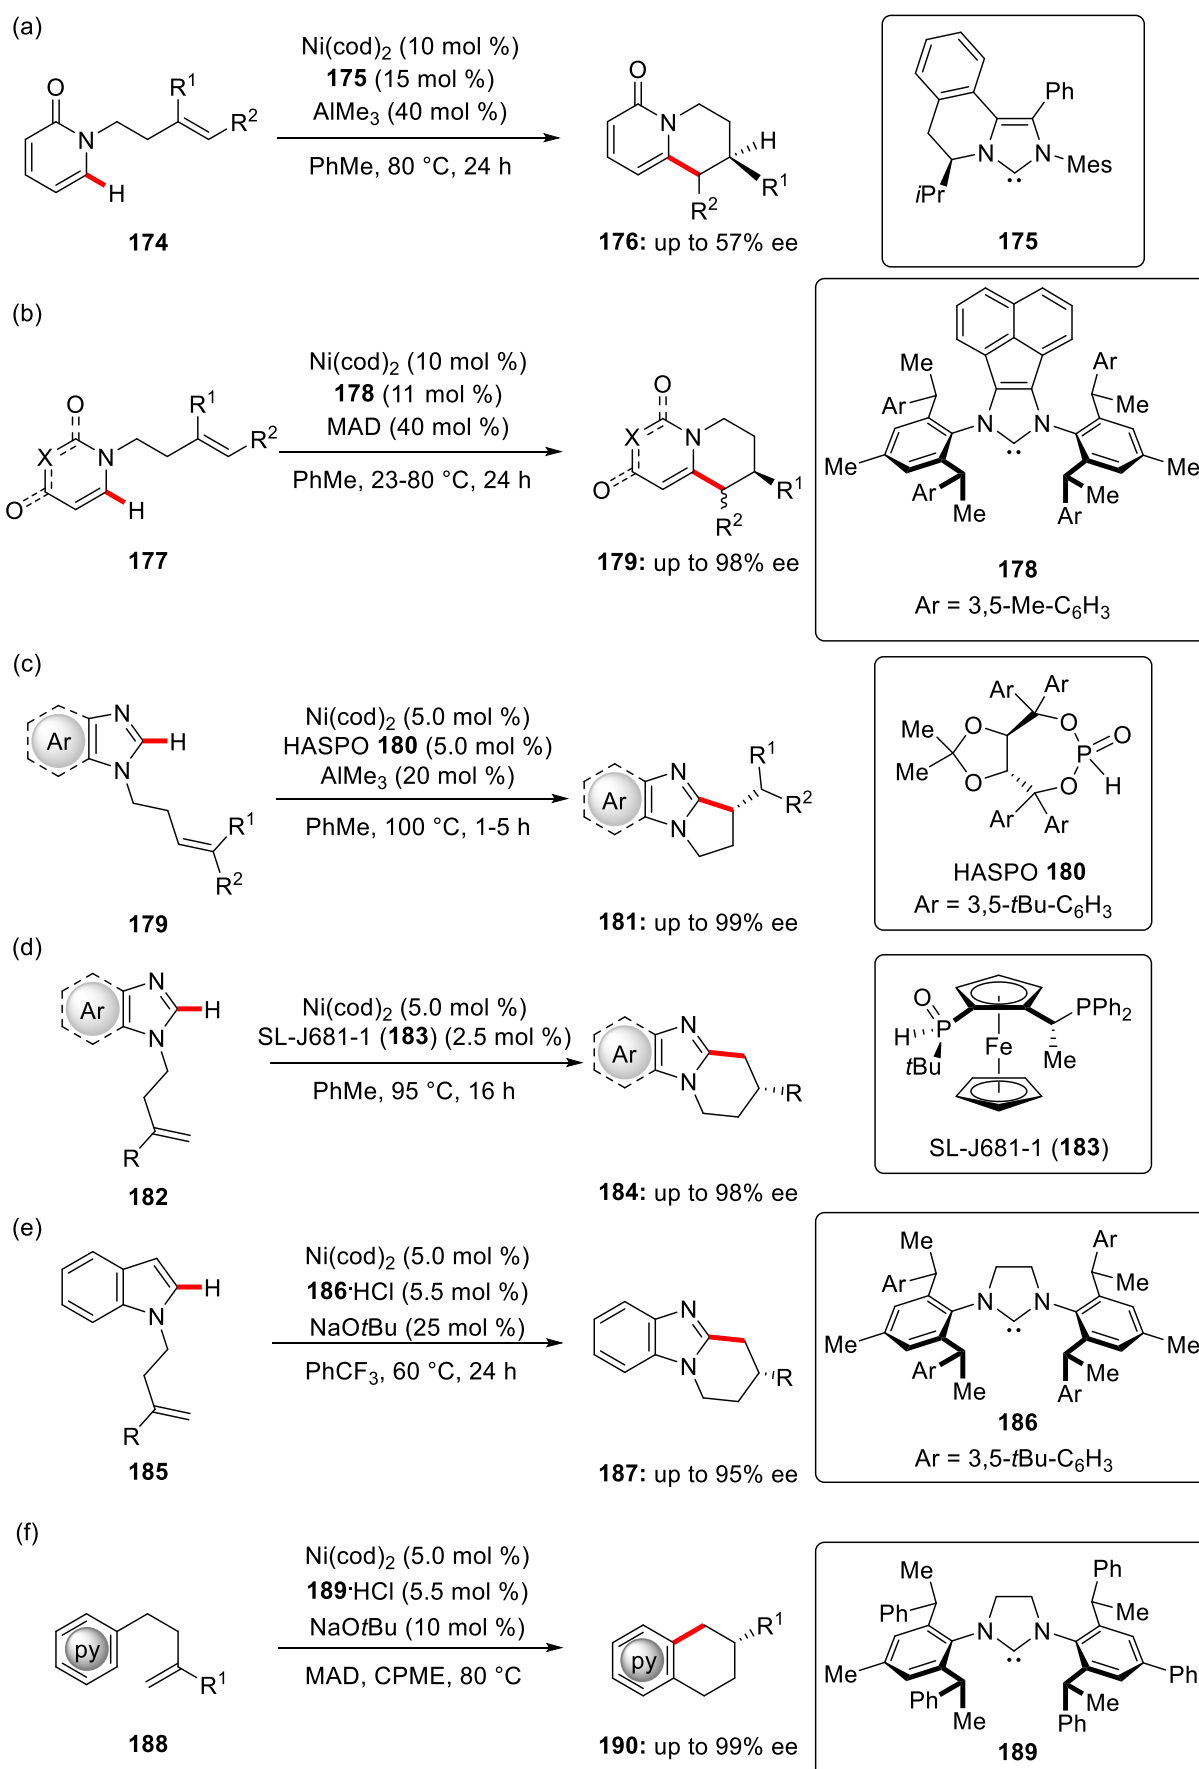 (a)
Ni(cod)2 (10 mol %)
175 (15 mol %)
AlMe3 (40 mol %)
PhMe, 80 °C, 24 h
O
N
R1
R2
H
174
O
N
H
R1
R2
176: up to 57% ee
Ph
N
N
Mes
iPr
175
(b)
Ni(cod)2 (10 mol %)
178 (11 mol %)
MAD (40 mol %)
PhMe, 23-80 °C, 24 h
O
X
N
O
R1
R2
H
177
O
X
N
O
R1
R2
179: up to 98% ee
Me
Ar
Ar
Me
N
N
Me
Me
Ar
Me
Me
Ar
178
Ar = 3,5-Me-C6H3
(c)
Ni(cod)2 (5.0 mol %)
HASPO 180 (5.0 mol %)
AlMe3 (20 mol %)
PhMe, 100 °C, 1-5 h
Ar
N
H
N
R1
R2
179
Ar
N
N
R1
R2
181: up to 99% ee
Ar
Ar
Me
Me
O
O
O
O
P
O
H
Ar
Ar
HASPO 180
Ar = 3,5-tBu-C6H3
(d)
Ni(cod)2 (5.0 mol %)
SL-J681-1 (183) (2.5 mol %)
PhMe, 95 °C, 16 h
Ar
N
H
N
R
182
Ar
N
N
R
184: up to 98% ee
O
H
P
tBu
Fe
PPh2
Me
SL-J681-1 (183)
(e)
Ni(cod)2 (5.0 mol %)
186·HCl (5.5 mol %)
NaOtBu (25 mol %)
PhCF3, 60 °C, 24 h
H
N
R
185
N
N
R
187: up to 95% ee
Me
Ar
Ar
Me
N
N
Me
Me
Ar
Me
Me
Ar
186
Ar = 3,5-tBu-C6H3
(f)
Ni(cod)2 (5.0 mol %)
189·HCl (5.5 mol %)
NaOtBu (10 mol %)
MAD, CPME, 80 °C
py
R1
188
py
R1
190: up to 99% ee
Me
Ph
Ph
Me
N
N
Me
Ph
Ph
Me
Me
Ph
189